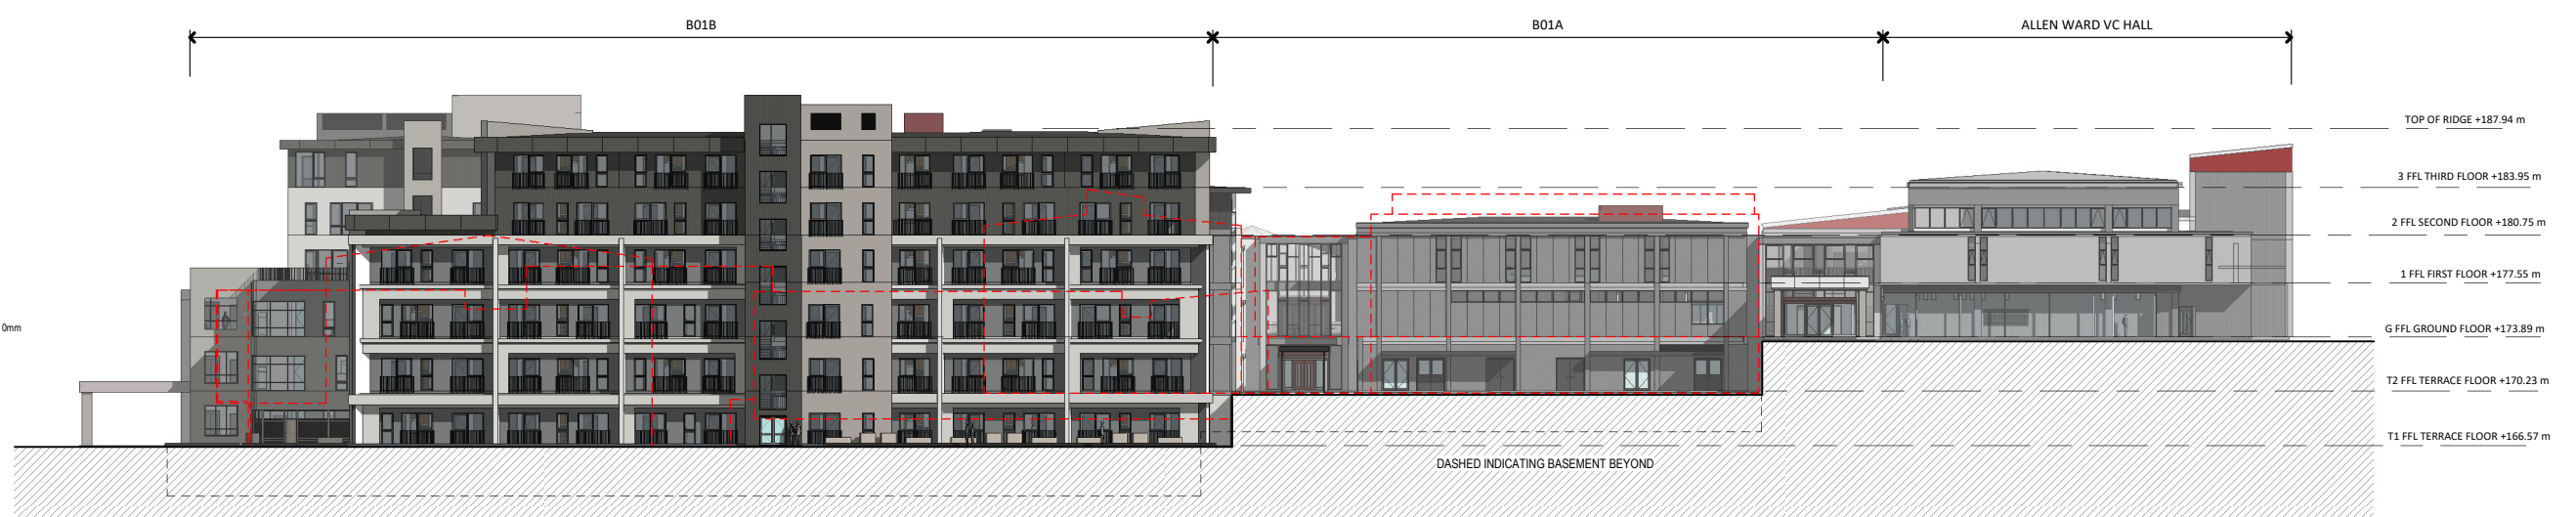 B01B
B01A
ALLEN WARD VC HALL
TOP OF RIDGE +187.94 m
3 FFL THIRD FLOOR +183.95 m
2 FFL SECOND FLOOR +180.75 m
1 FFL FIRST FLOOR +177.55 m
0mm
G FFL GROUND FLOOR +173.89 m
T2 FFL TERRACE FLOOR +170.23 m
T1 FFL TERRACE FLOOR +166.57 m
DASHED INDICATING BASEMENT BEYOND